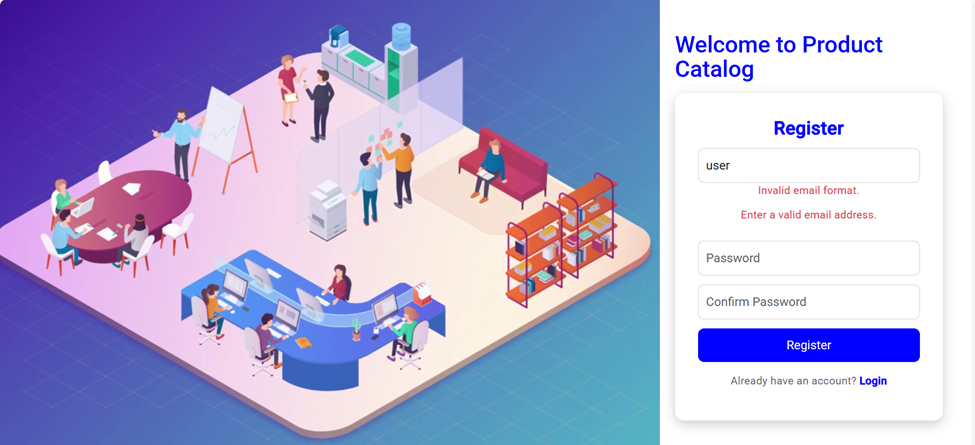 Welcome to Product
Catalog
Register
user
Invalid email format.
Enter a valid email address.
Password
Confirm Password
Register
Already have an account? Login